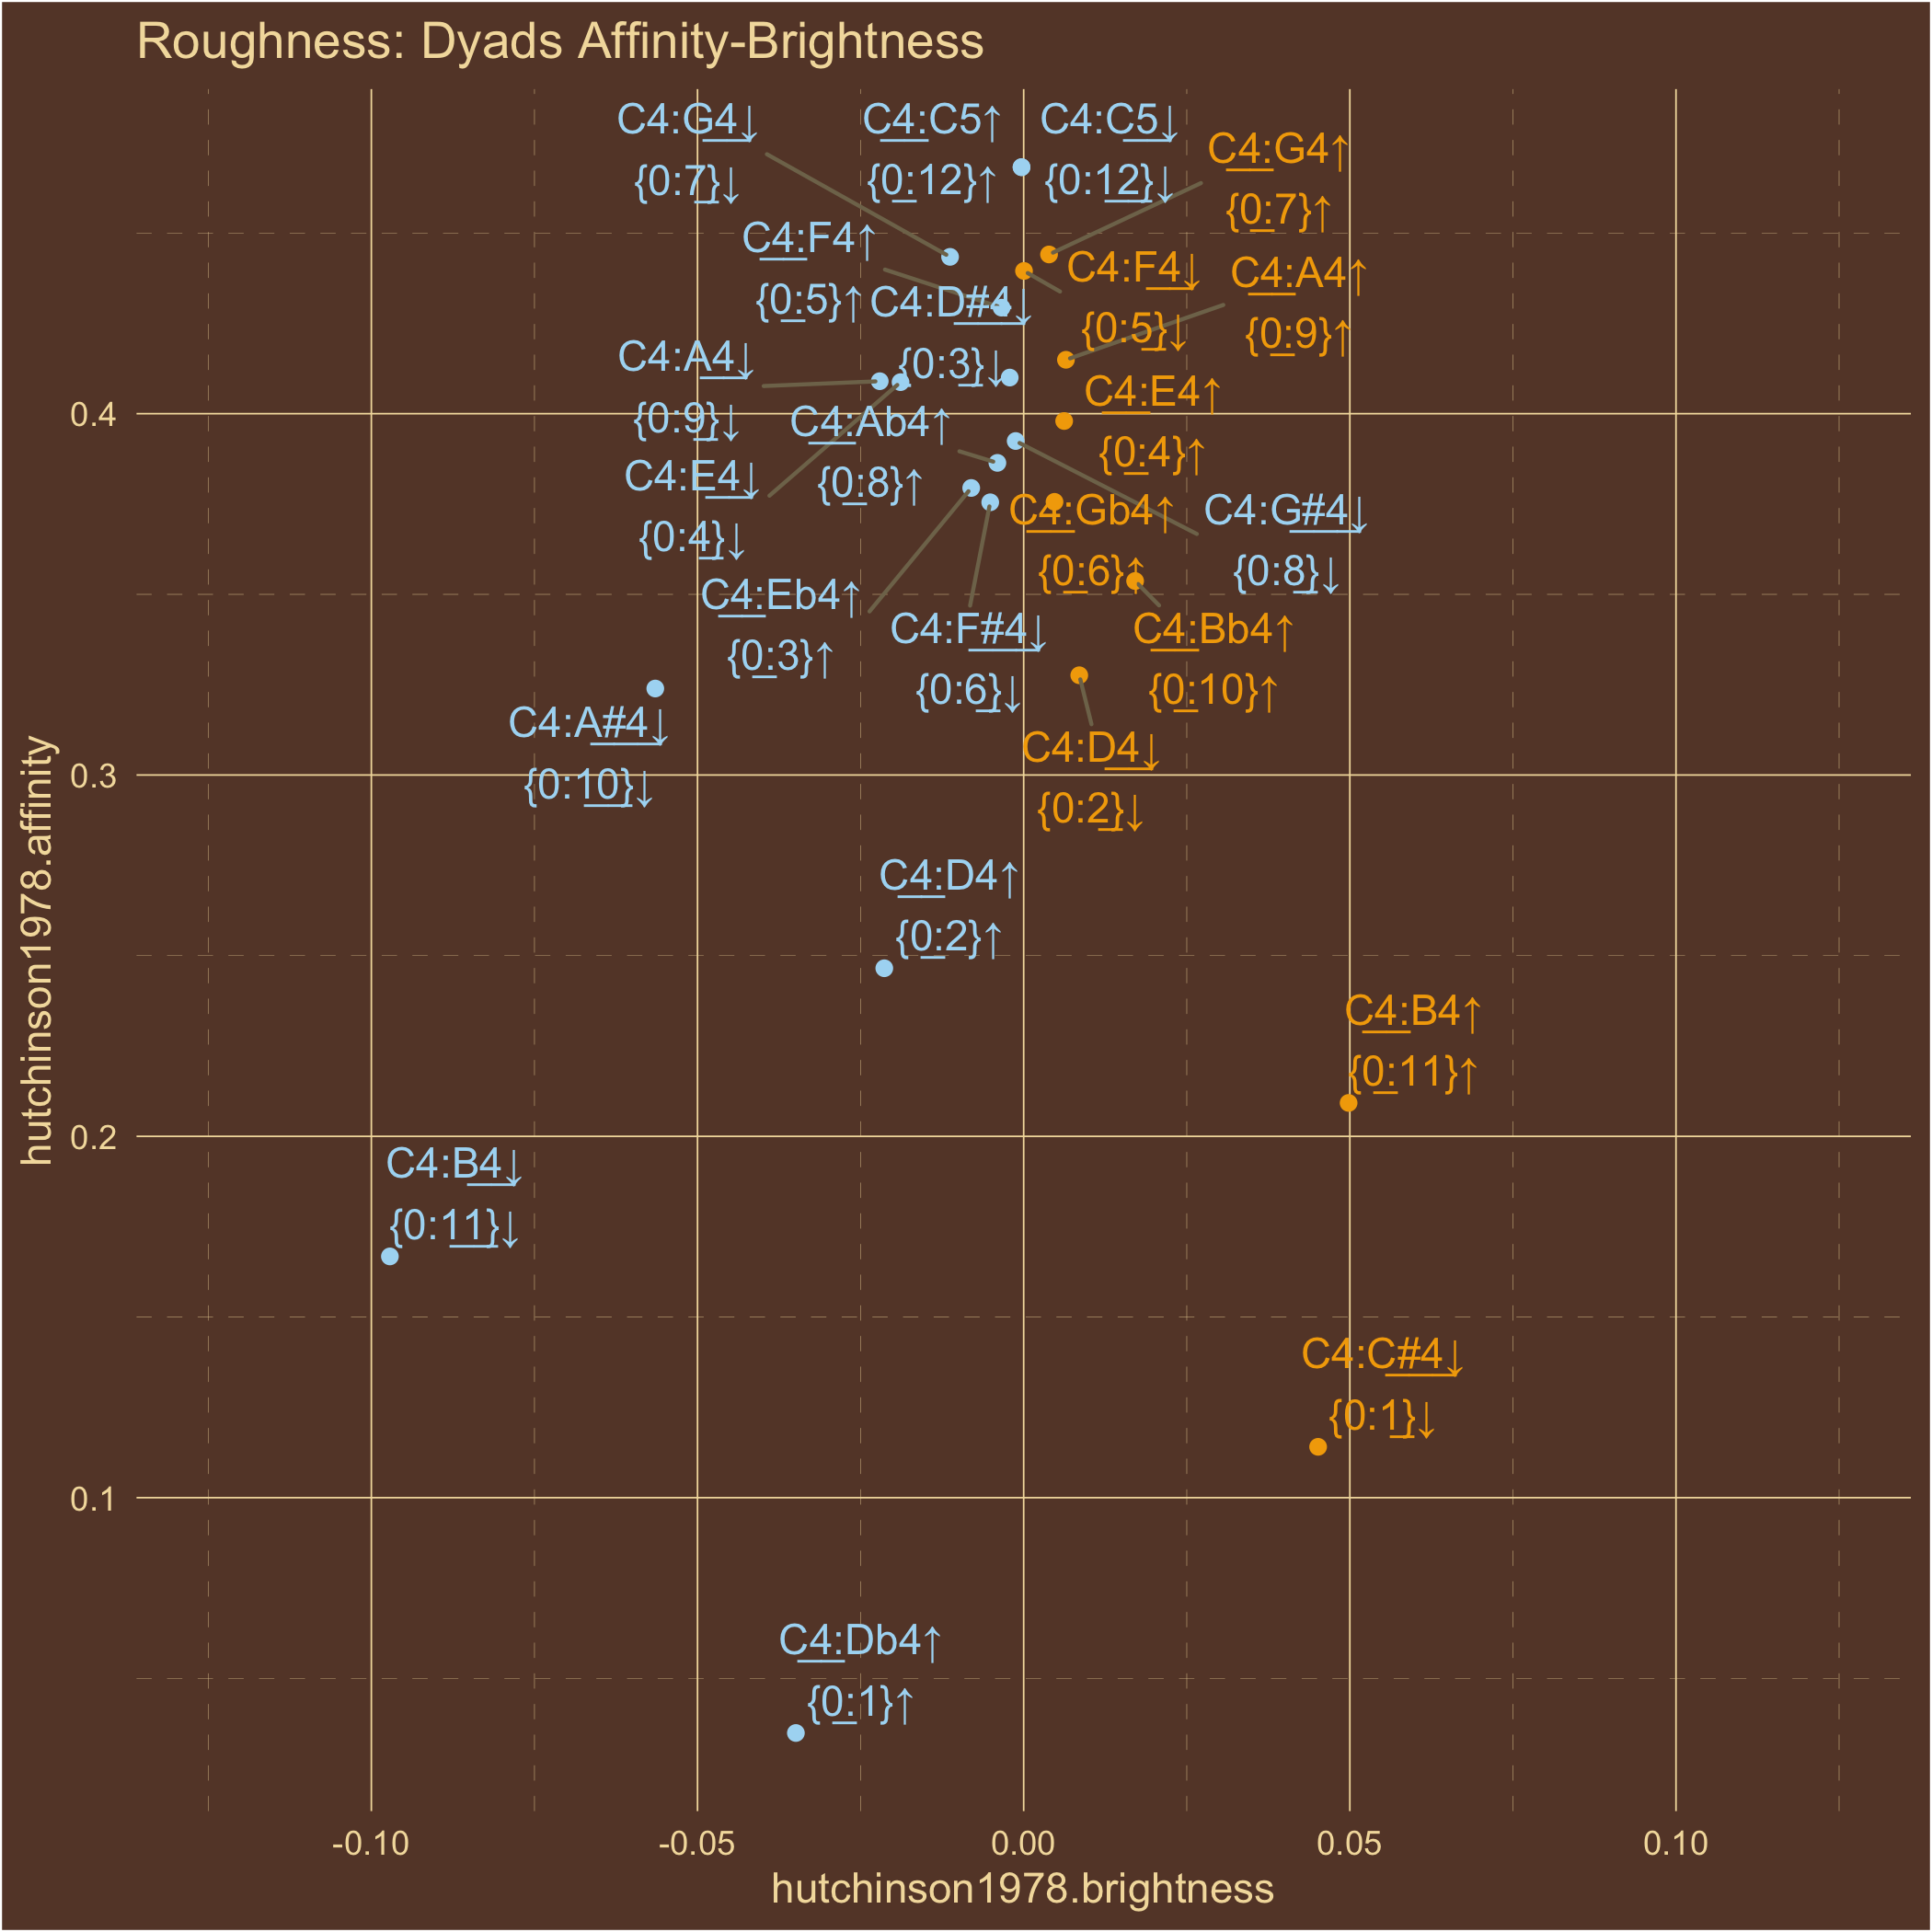 Roughness: Dyads Affinity-Brightness
C4:G4↓
{0:7}↓
C4:C5↑
{0:12}↑
C4:C5↓
{0:12}↓
C4:G4↑
{0:7}↑
C4:F4↑
{0:5}↑
C4:D#4↓
{0:3}↓
C4:F4↓
{0:5}↓
C4:A4↑
{0:9}↑
C4:A4↓
{0:9}↓
C4:Ab4↑
{0:8}↑
C4:E4↑
{0:4}↑
C4:E4↓
{0:4}↓
C4:Gb4↑
{0:6}↑
C4:G#4↓
{0:8}↓
C4:Eb4↑
{0:3}↑
C4:F#4↓
{0:6}↓
C4:Bb4↑
{0:10}↑
C4:A#4↓
{0:10}↓
C4:D4↓
{0:2}↓
C4:D4↑
{0:2}↑
C4:B4↑
{0:11}↑
C4:B4↓
{0:11}↓
C4:C#4↓
{0:1}↓
C4:Db4↑
{0:1}↑
0.4
0.3
0.2
0.1
hutchinson1978.affinity
-0.10
-0.05
0.00
0.05
0.10
hutchinson1978.brightness